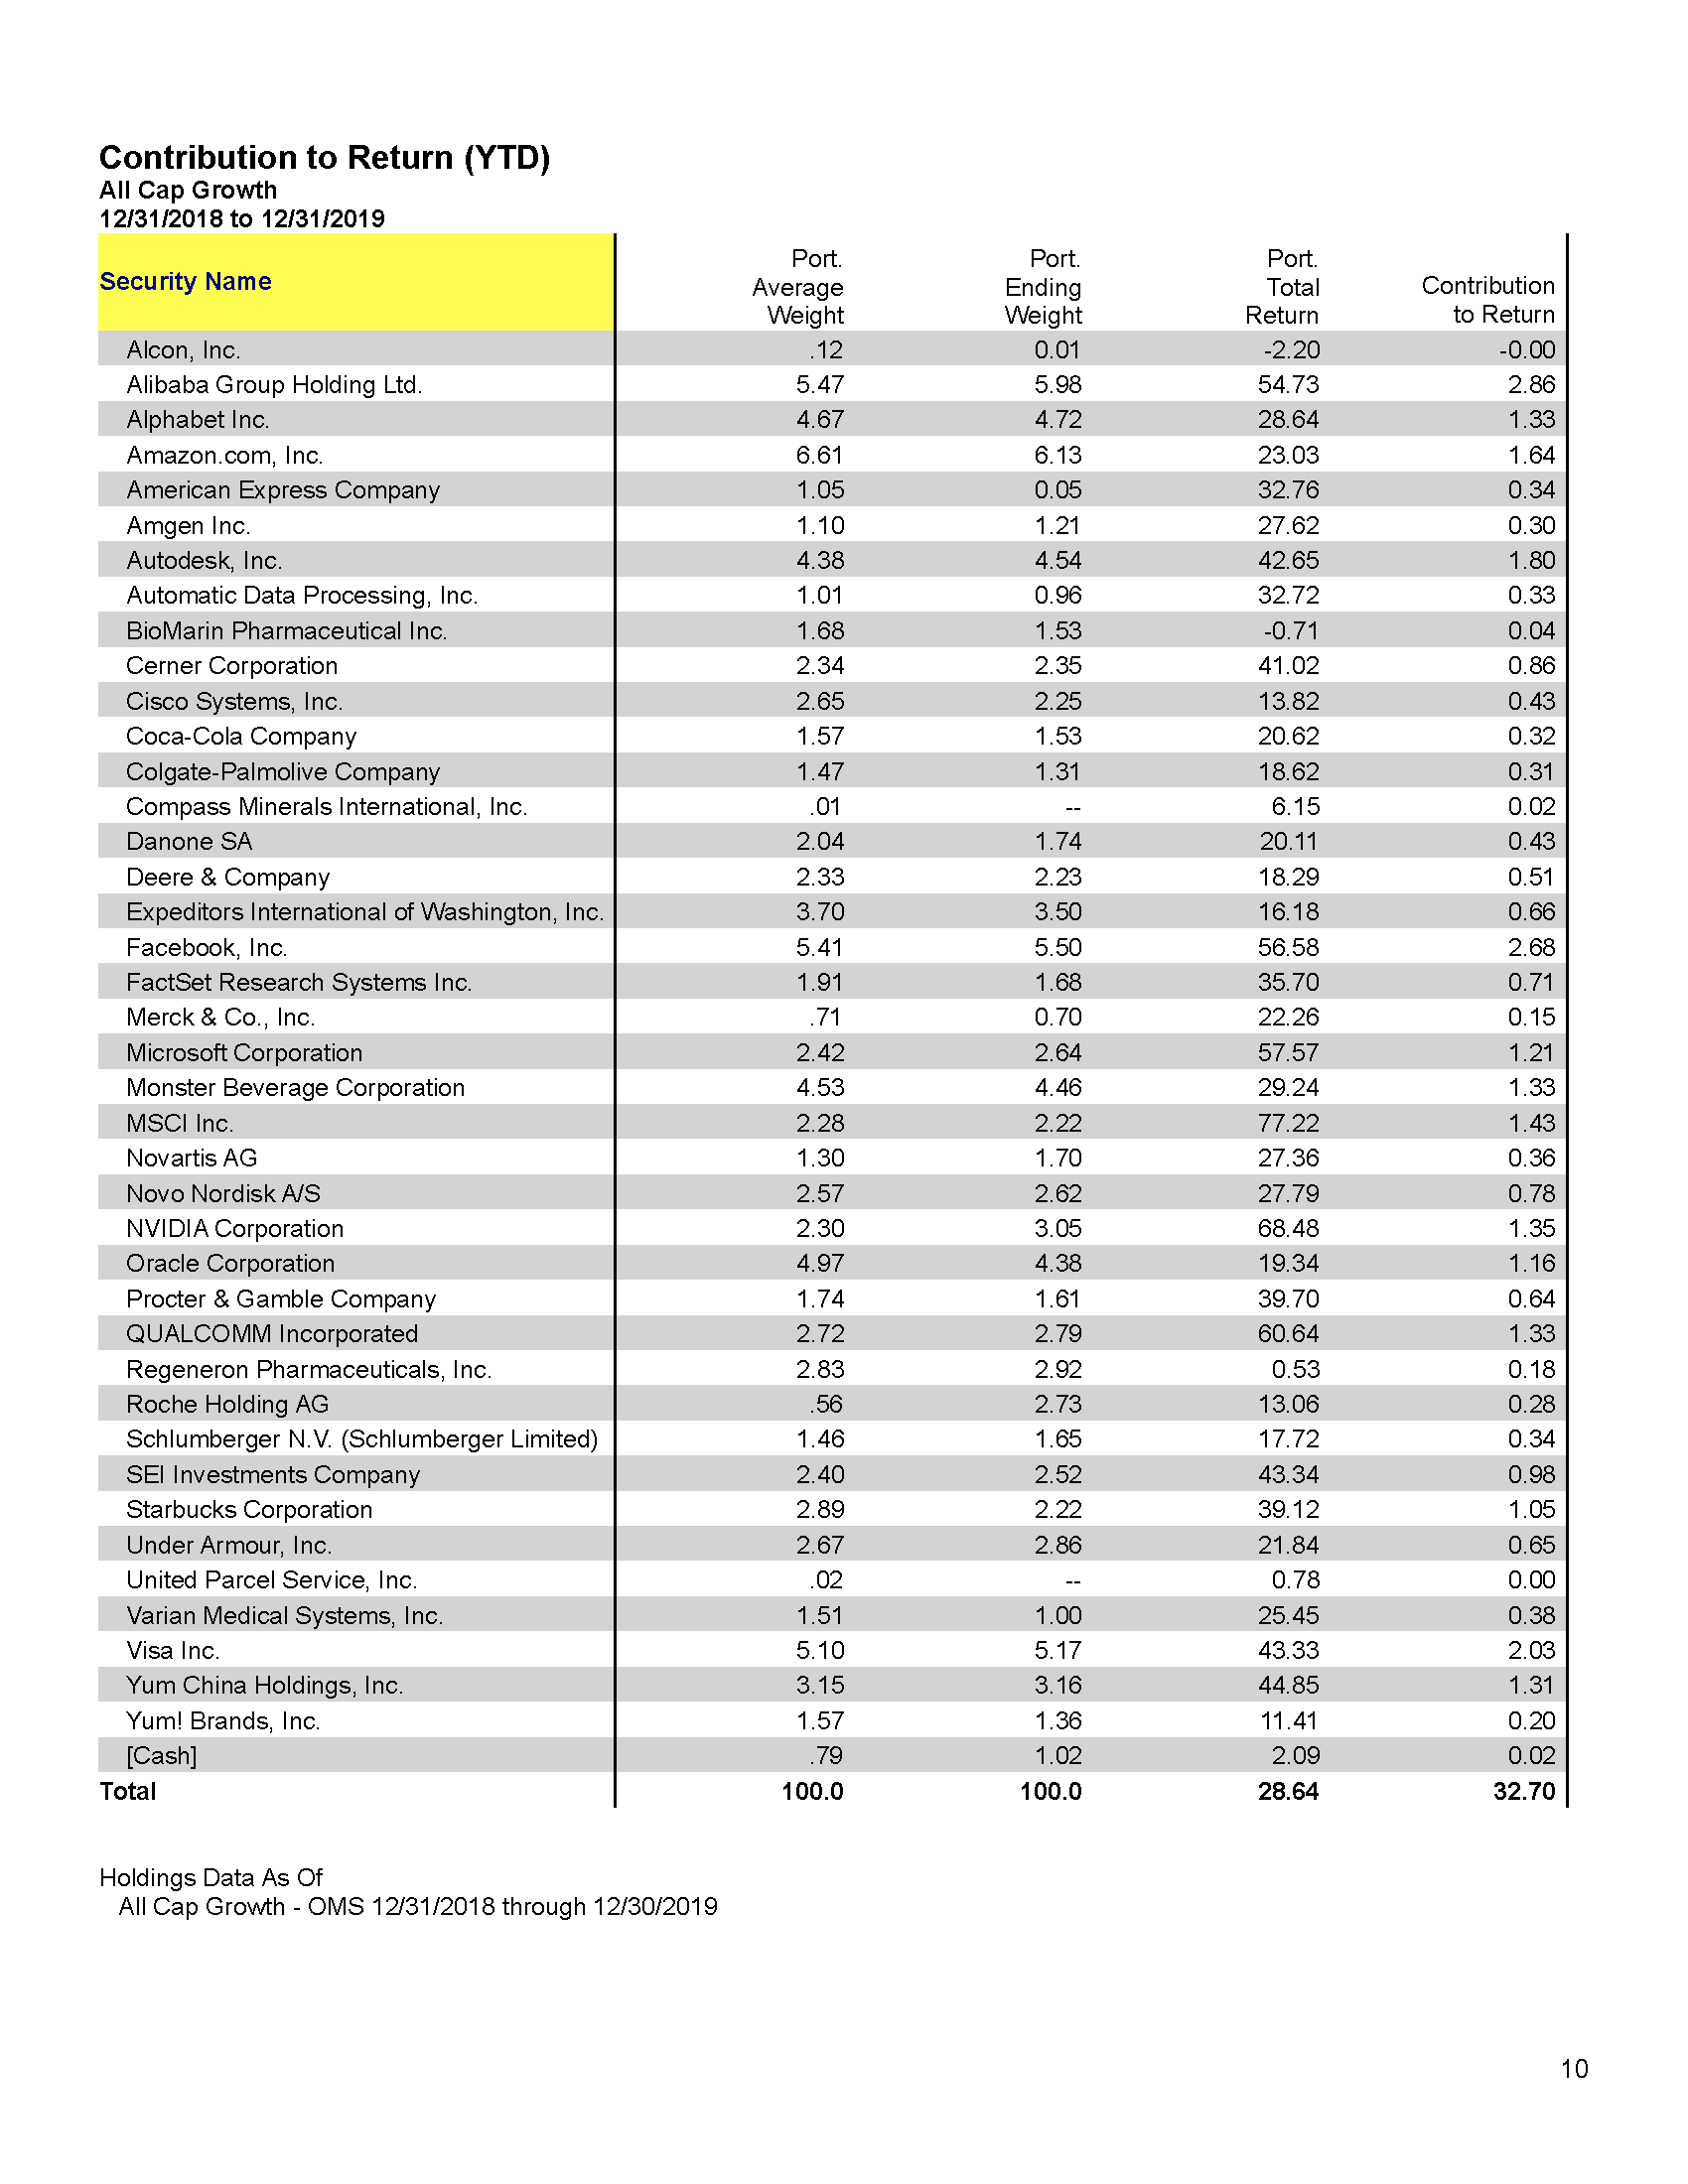 Contribution to Return (YTD)
All Cap Growth
12/31/2018 to 12/31/2019
Security Name Port. Average Weight Port. Ending Weight Port. Total Return Contribution to Return
Alcon, Inc. .12 0.01 -2.20 -0.00
Alibaba Group Holding Ltd. 5.47 5.98 54.73 2.86
Alphabet Inc. 4.67 4.72 28.64 1.33
Amazon.com, Inc. 6.61 6.13 23.03 1.64
American Express Company 1.05 0.05 32.76 0.34
Amgen Inc. 1.10 1.21 27.62 0.30
Autodesk, Inc. 4.38 4.54 42.65 1.80
Automatic Data Processing, Inc. 1.01 0.96 32.72 0.33
BioMarin Pharmaceutical Inc. 1.68 1.53 -0.71 0.04
Cerner Corporation 2.34 2.35 41.02 0.86
Cisco Systems, Inc. 2.65 2.25 13.82 0.43
Coca-Cola Company 1.57 1.53 20.62 0.32
Colgate-Palmolive Company 1.47 1.31 18.62 0.31
Compass Minerals International, Inc. .01 -- 6.15 0.02
Danone SA 2.04 1.74 20.11 0.43
Deere & Company 2.33 2.23 18.29 0.51
Expeditors International of Washington, Inc. 3.70 3.50 16.18 0.66
Facebook, Inc. 5.41 5.50 56.58 2.68
FactSet Research Systems Inc. 1.91 1.68 35.70 0.71
Merck & Co., Inc. .71 0.70 22.26 0.15
Microsoft Corporation 2.42 2.64 57.57 1.21
Monster Beverage Corporation 4.53 4.46 29.24 1.33
MSCI Inc. 2.28 2.22 77.22 1.43
Novartis AG 1.30 1.70 27.36 0.36
Novo Nordisk A/S 2.57 2.62 27.79 0.78
NVIDIA Corporation 2.30 3.05 68.48 1.35
Oracle Corporation 4.97 4.38 19.34 1.16
Procter & Gamble Company 1.74 1.61 39.70 0.64
QUALCOMM Incorporated 2.72 2.79 60.64 1.33
Regeneron Pharmaceuticals, Inc. 2.83 2.92 0.53 0.18
Roche Holding AG .56 2.73 13.06 0.28
Schlumberger N.V. (Schlumberger Limited) 1.46 1.65 17.72 0.34
SEI Investments Company 2.40 2.52 43.34 0.98
Starbucks Corporation 2.89 2.22 39.12 1.05
Under Armour, Inc. 2.67 2.86 21.84 0.65
United Parcel Service, Inc. .02 -- 0.78 0.00
Varian Medical Systems, Inc. 1.51 1.00 25.45 0.38
Visa Inc. 5.10 5.17 43.33 2.03
Yum China Holdings, Inc. 3.15 3.16 44.85 1.31
Yum! Brands, Inc. 1.57 1.36 11.41 0.20
[Cash] .79 1.02 2.09 0.02
Total 100.0 100.0 28.64 32.70
Holdings Data As Of
All Cap Growth - OMS 12/31/2018 through 12/30/2019
10